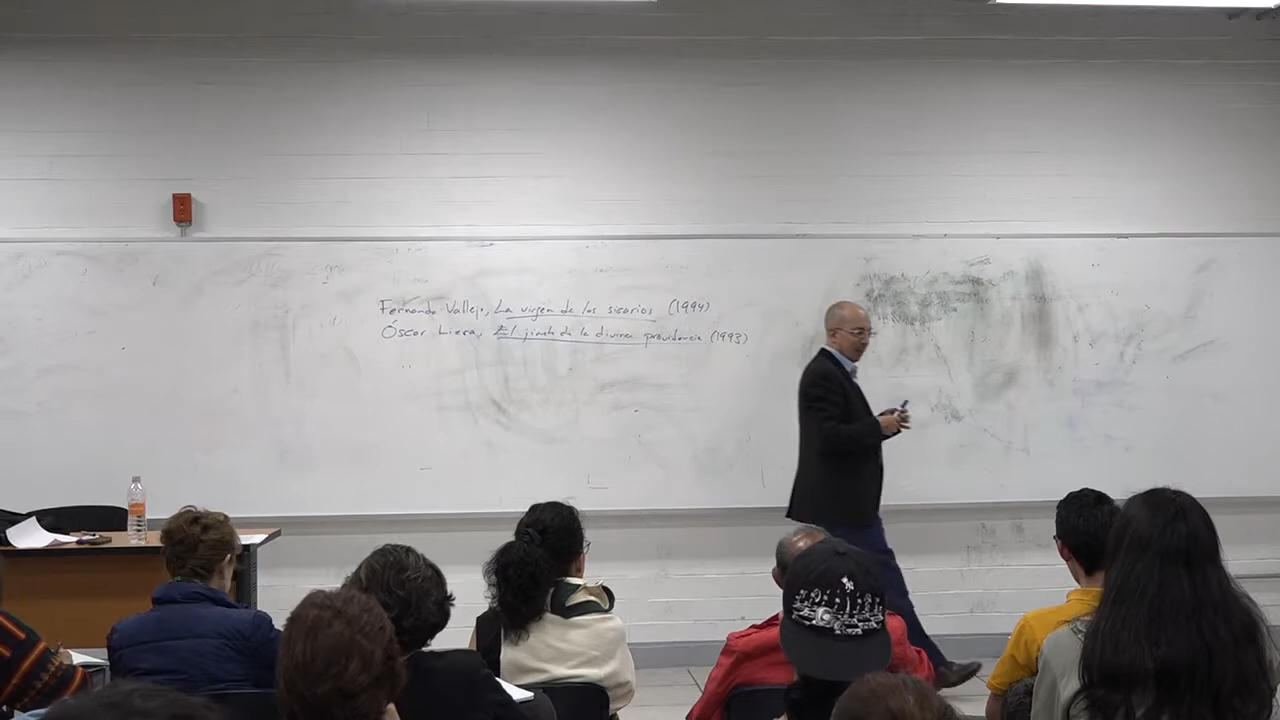 Fernando Vallejo, La virgen de los sicarios (1994)
Óscar Liera, El jinete de la divina providencia (1993)